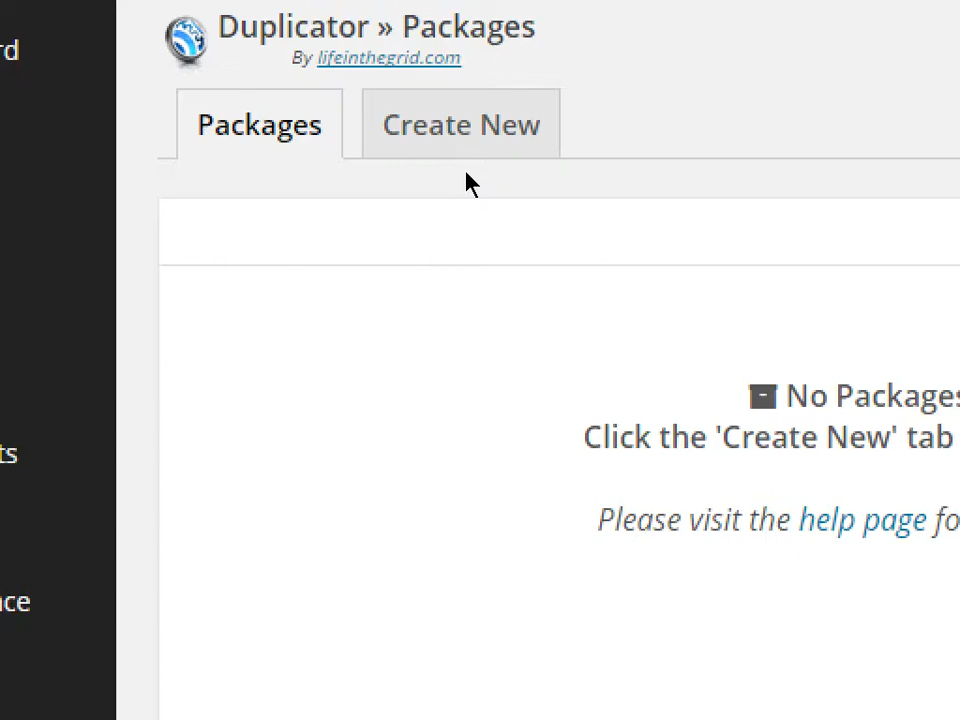 Duplicator » Packages
By lifeinthegrid.com
rd
Packages
Create New
No Packages
Click the 'Create New' tab
ts
Please visit the help page fo
nce